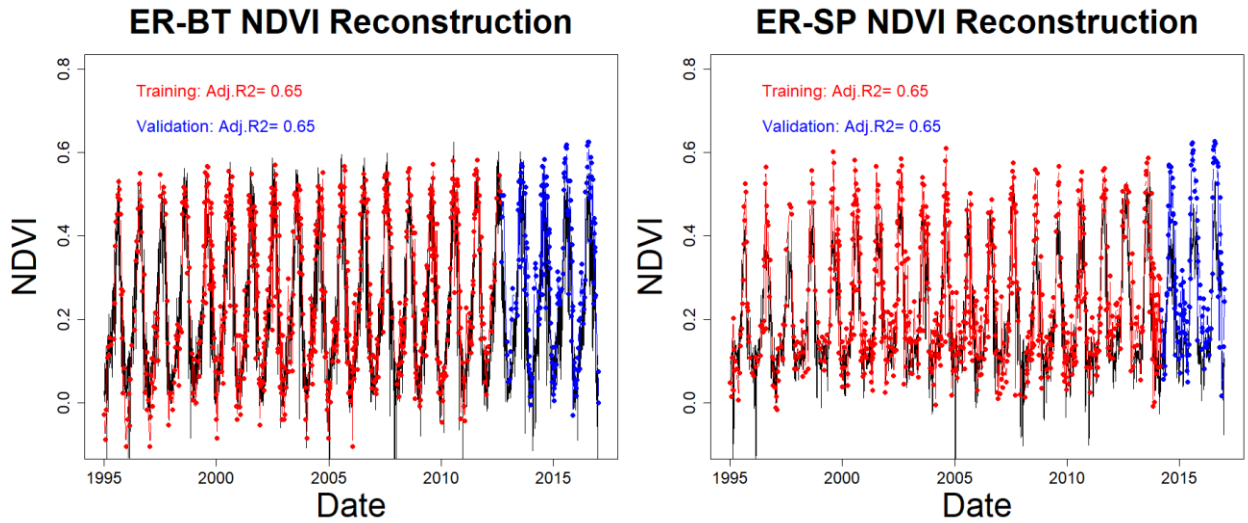 ER-BT NDVI Reconstruction
Training: Adj.R2= 0.65
Validation: Adj.R2= 0.65
NDVI
0.8
0.6
0.4
0.2
0.0
1995 2000 2005 2010 2015
Date
ER-SP NDVI Reconstruction
Training: Adj.R2= 0.65
Validation: Adj.R2= 0.65
NDVI
0.8
0.6
0.4
0.2
0.0
1995 2000 2005 2010 2015
Date